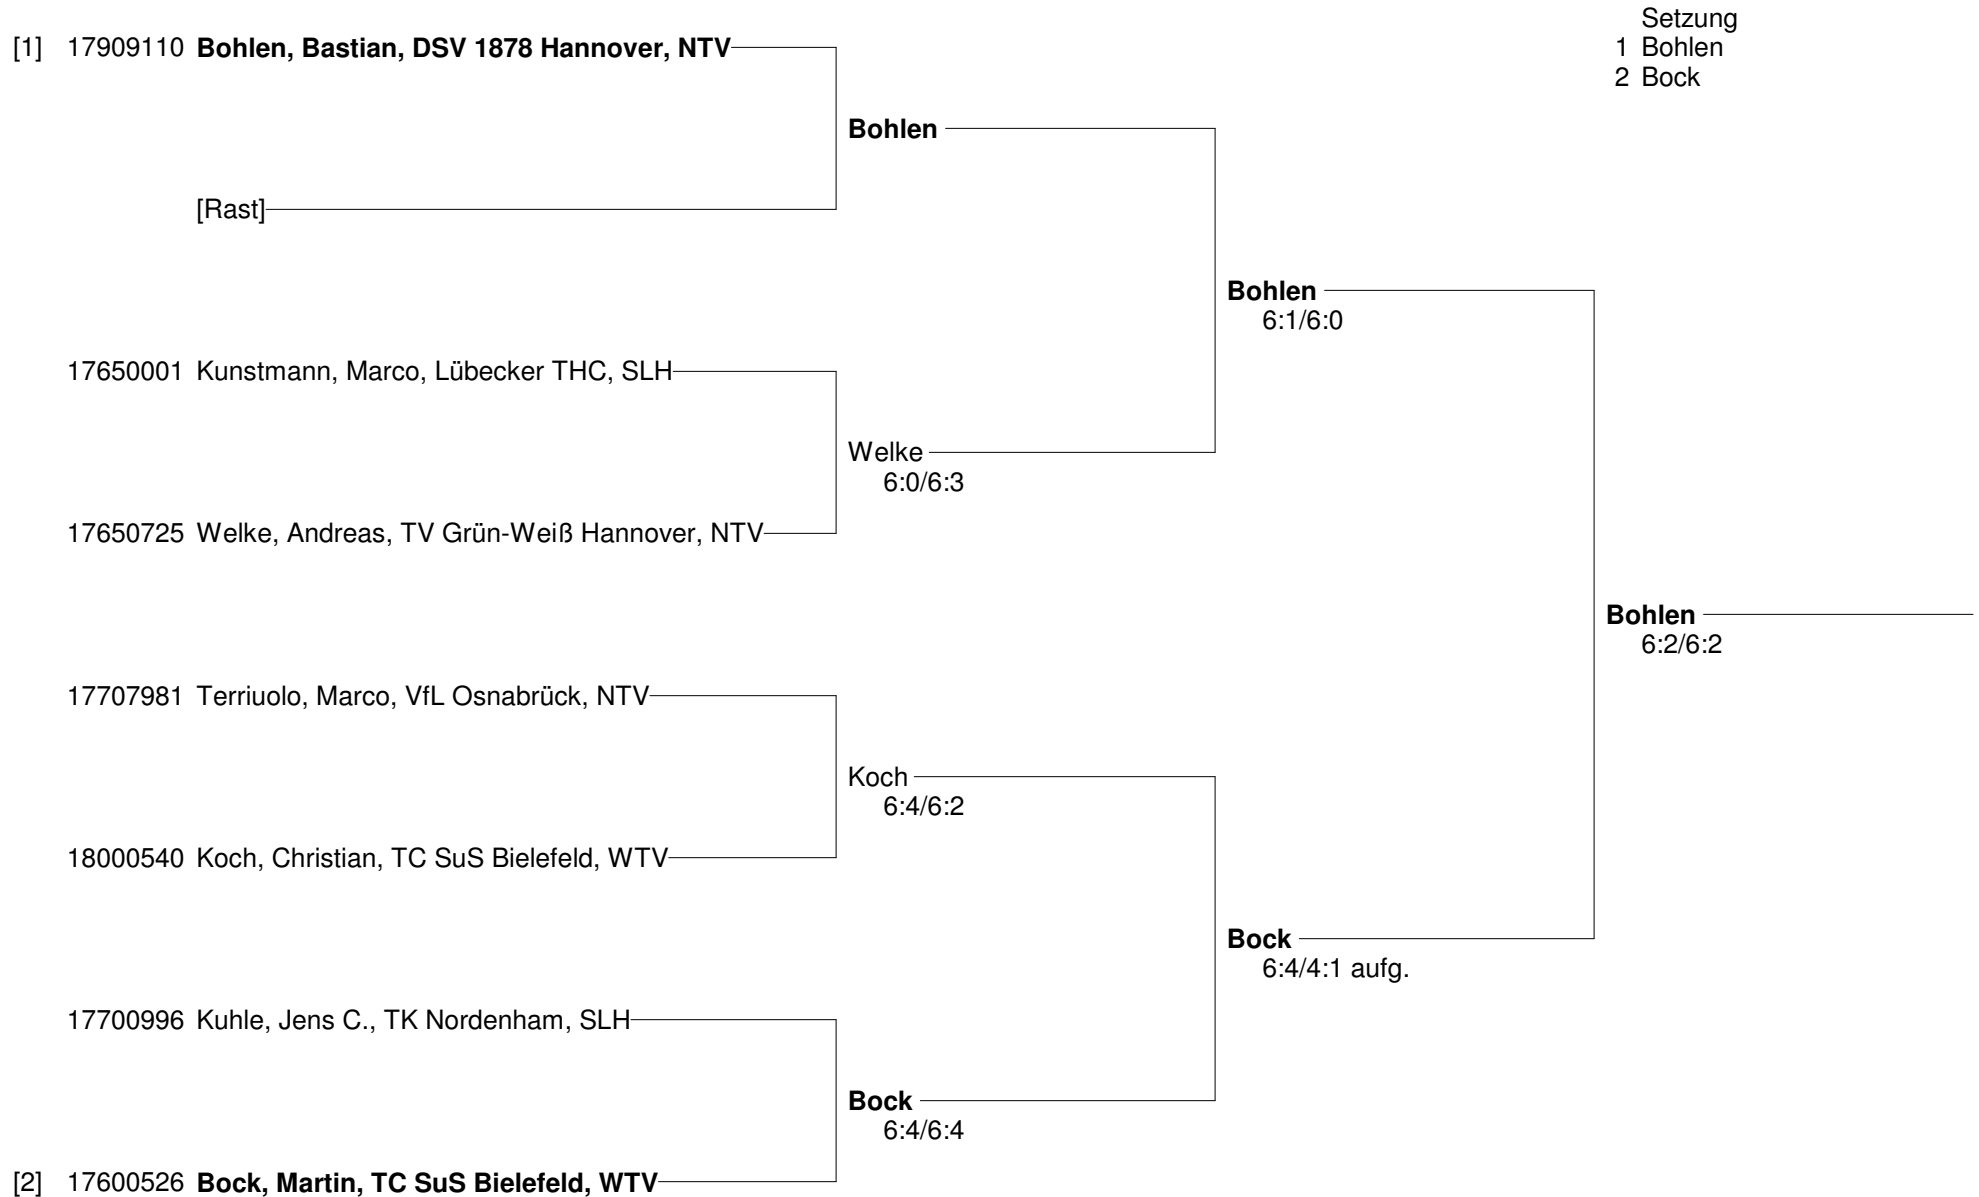 Setzung
1 Bohlen
2 Bock
[1] 17909110 Bohlen, Bastian, DSV 1878 Hannover, NTV
Bohlen
[Rast]
Bohlen
6:1/6:0
17650001 Kunstmann, Marco, Lübecker THC, SLH
Welke
6:0/6:3
17650725 Welke, Andreas, TV Grün-Weiß Hannover, NTV
Bohlen
6:2/6:2
17707981 Terriuolo, Marco, VfL Osnabrück, NTV
Koch
6:4/6:2
18000540 Koch, Christian, TC SuS Bielefeld, WTV
Bock
6:4/4:1 aufg.
17700996 Kuhle, Jens C., TK Nordenham, SLH
Bock
6:4/6:4
[2] 17600526 Bock, Martin, TC SuS Bielefeld, WTV